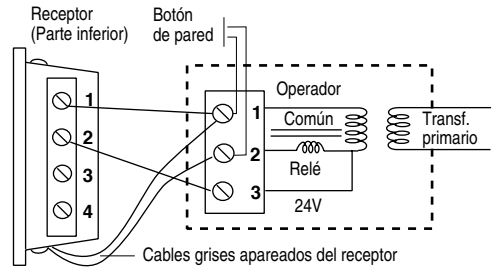 Receptor
(Parte inferior)
Botón
de pared
1
2
3
4
Operador
1
Común
2
Relé
3
24V
Transf.
primario
Cables grises apareados del receptor